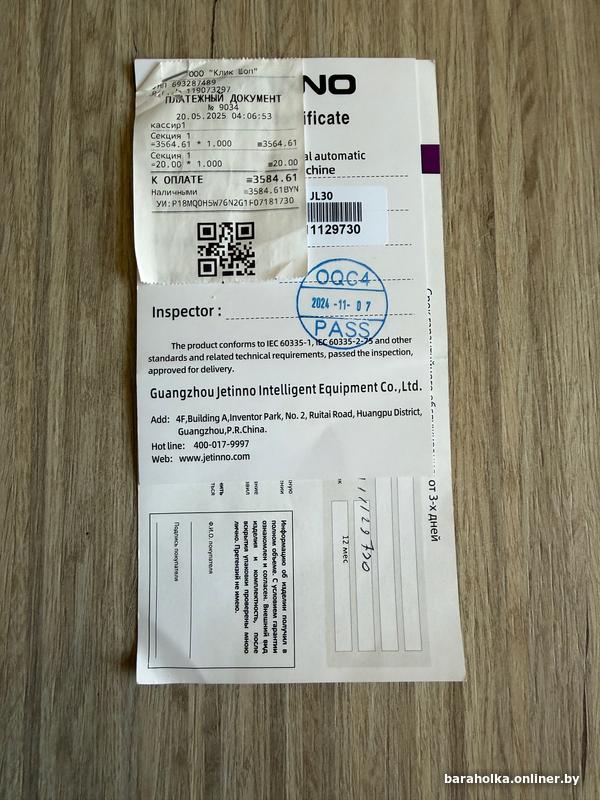 ООО "Клик Шоп"
УНП 693287489
119073297
ПЛАТЕЖНЫЙ ДОКУМЕНТ
№ 9034
20.05.2025 04:06:53
кассир1
Секция 1
=3564.61 * 1.000 ≡3564.61
Секция 1
=20.00 * 1.000 ≡20.00
К ОПЛАТЕ ≡3584.61
Наличными =3584.61BYN
УИ:P18MQOH5W76N2G1F07181730
NO
ificate
al automatic
chine
JL30
11129730
OQC4
2024-11-07
PASS
Inspector :
The product conforms to IEC 60335-1, IEC 60335-2-75 and other
standards and related technical requirements, passed the inspection,
approved for delivery.
Guangzhou Jetinno Intelligent Equipment Co.,Ltd.
Add: 4F,Building A,Inventor Park, No. 2, Ruitai Road, Huangpu District,
Guangzhou,P.R.China.
Hot line: 400-017-9997
Web: www.jetinno.com
от 3-х дней
12 мес
Информацию об изделии получил в
полном объеме. С условием гарантии
ознакомлен и согласен. Внешний вид
изделия и комплектность, после
вскрытия упаковки проверены мною
лично. Претензий не имею.
Ф.И.О. покупателя
Подпись покупателя
baraholka.onliner.by